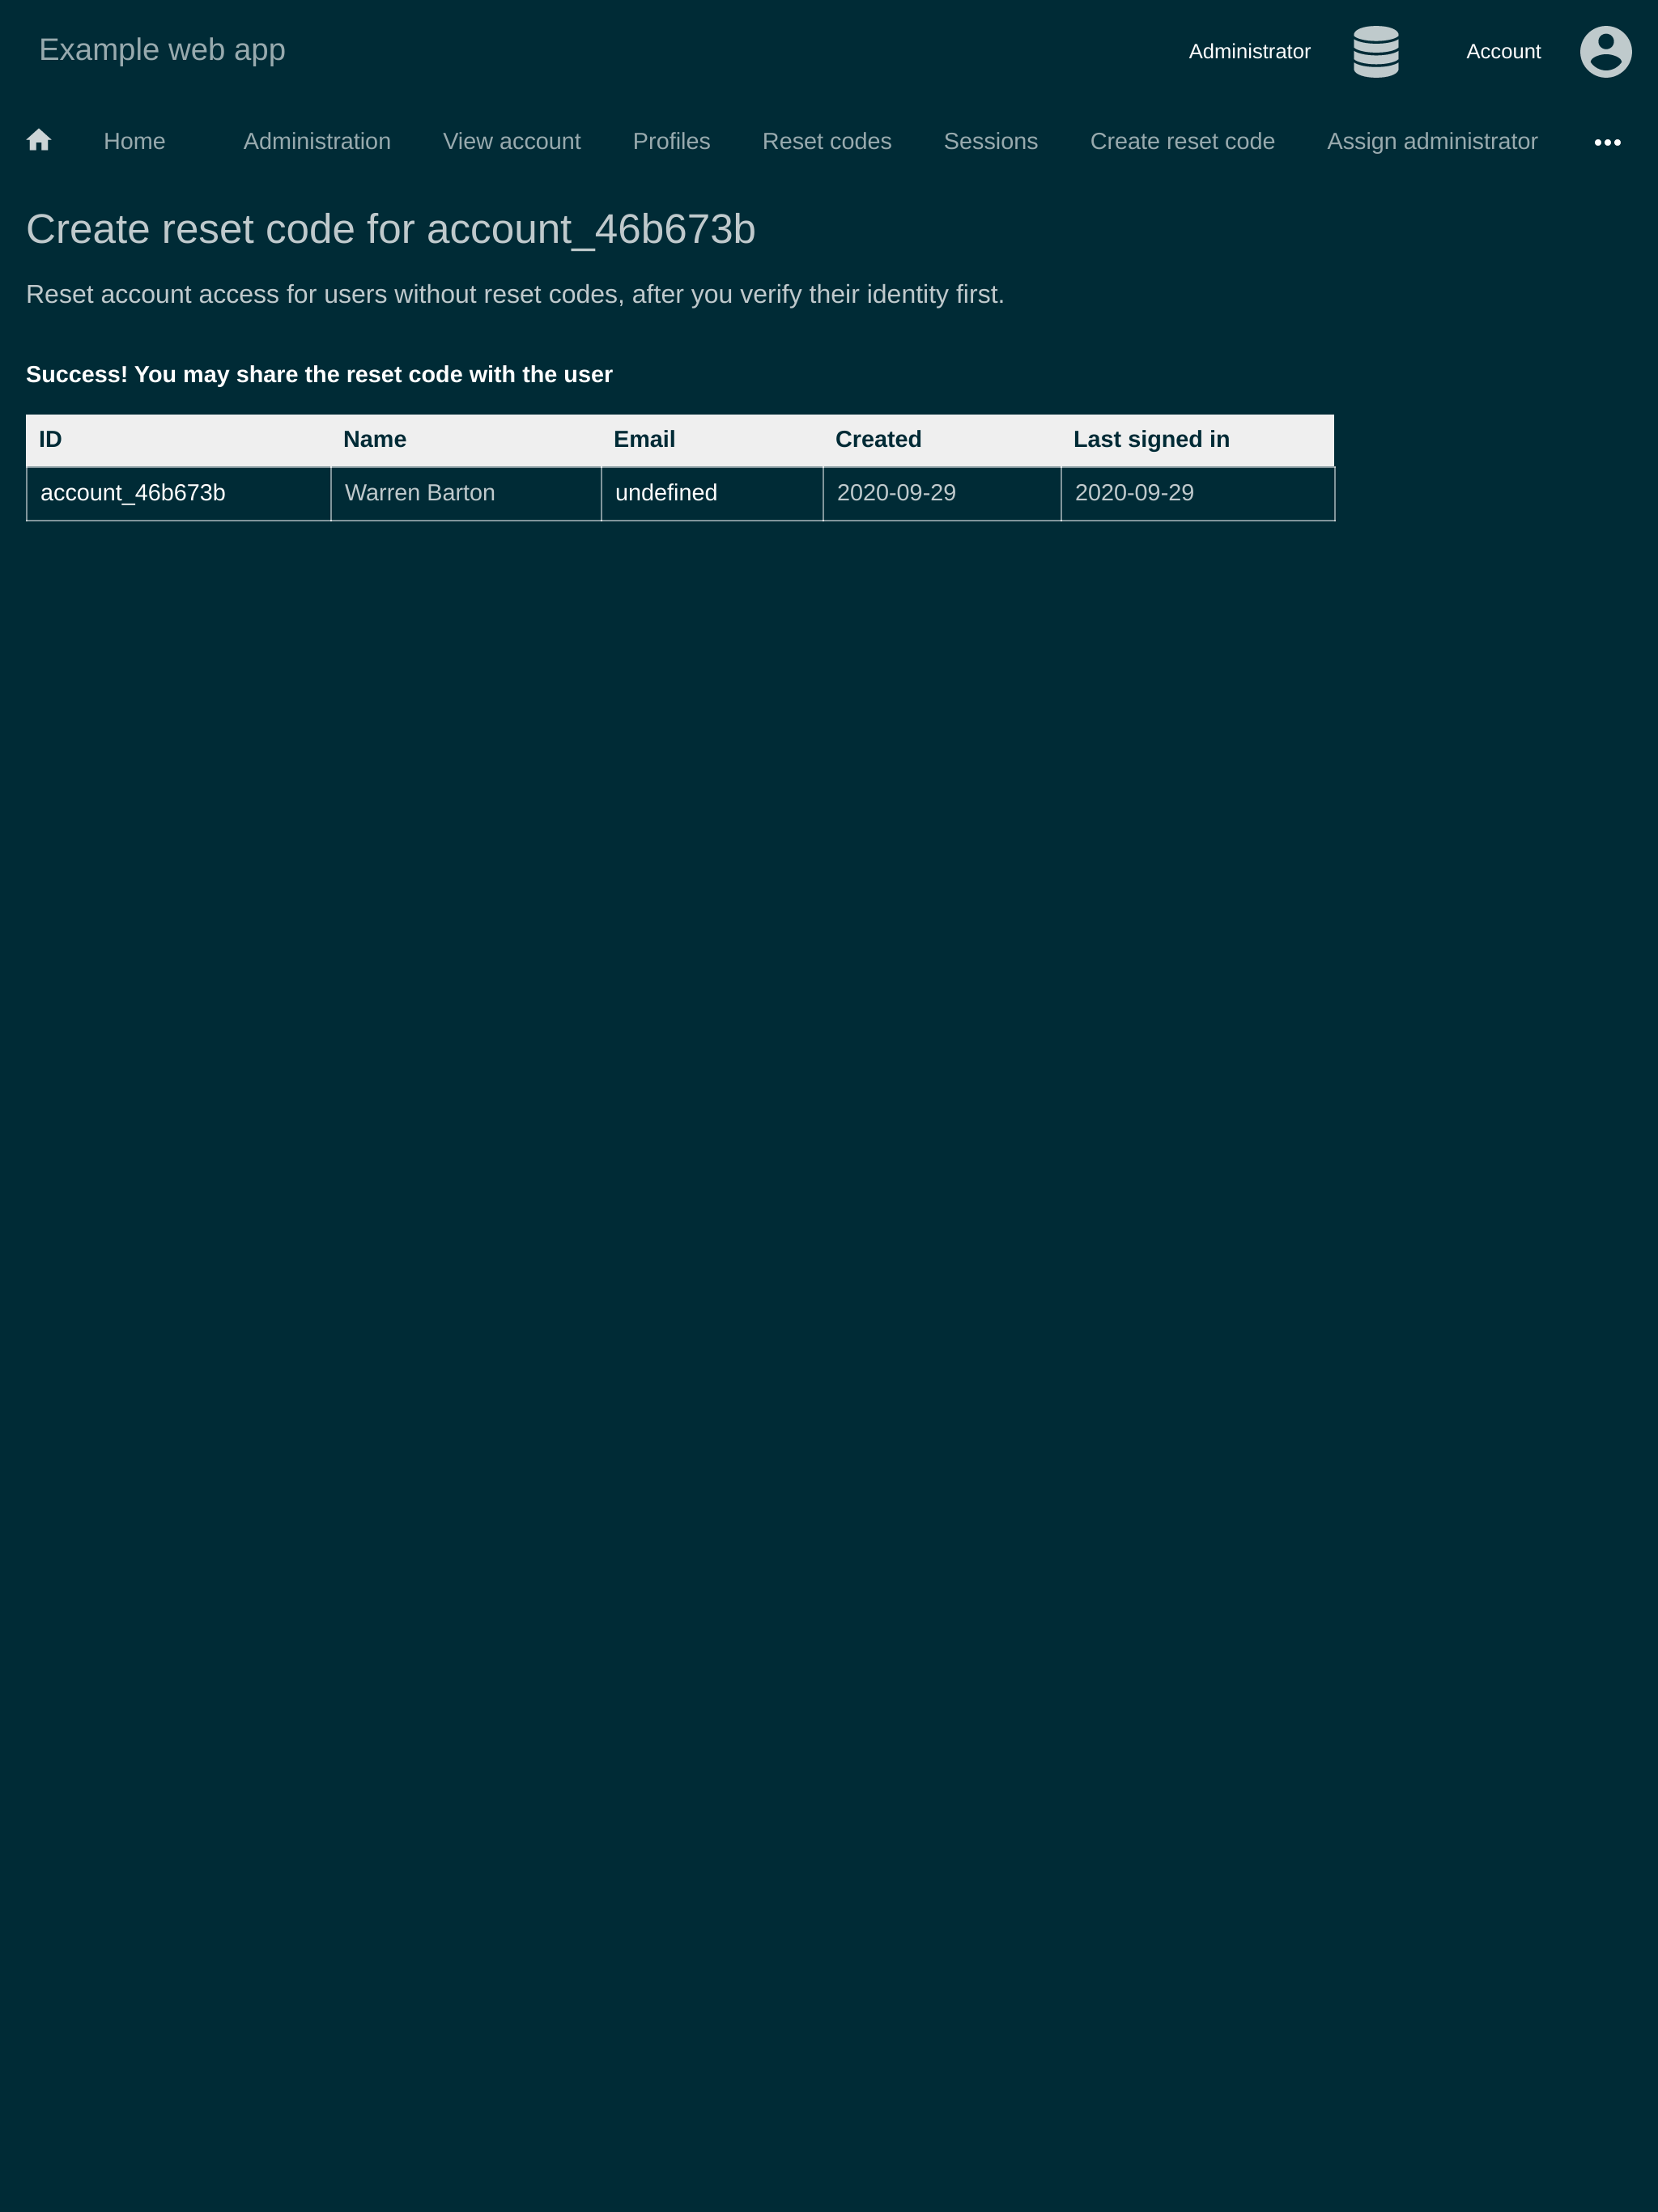 Example web app
Administrator Account
Home Administration View account Profiles Reset codes Sessions Create reset code Assign administrator
Create reset code for account_46b673b
Reset account access for users without reset codes, after you verify their identity first.
Success! You may share the reset code with the user
ID Name Email Created Last signed in
account_46b673b Warren Barton undefined 2020-09-29 2020-09-29